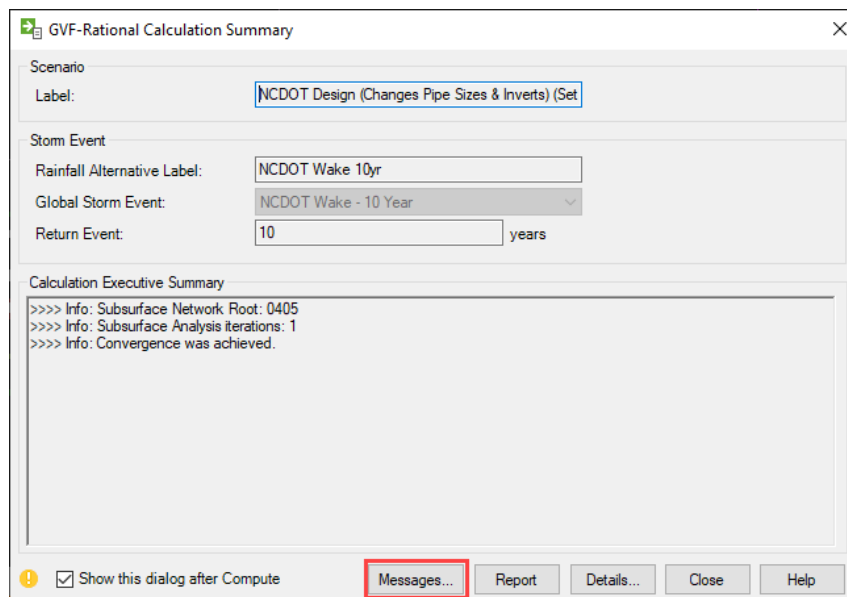 GVF-Rational Calculation Summary
Scenario
Label: NCDOT Design (Changes Pipe Sizes & Inverts) (Set
Storm Event
Rainfall Alternative Label: NCDOT Wake 10yr
Global Storm Event: NCDOT Wake - 10 Year
Return Event: 10 years
Calculation Executive Summary
>>>> Info: Subsurface Network Root: 0405
>>>> Info: Subsurface Analysis iterations: 1
>>>> Info: Convergence was achieved.
Show this dialog after Compute Messages... Report Details... Close Help